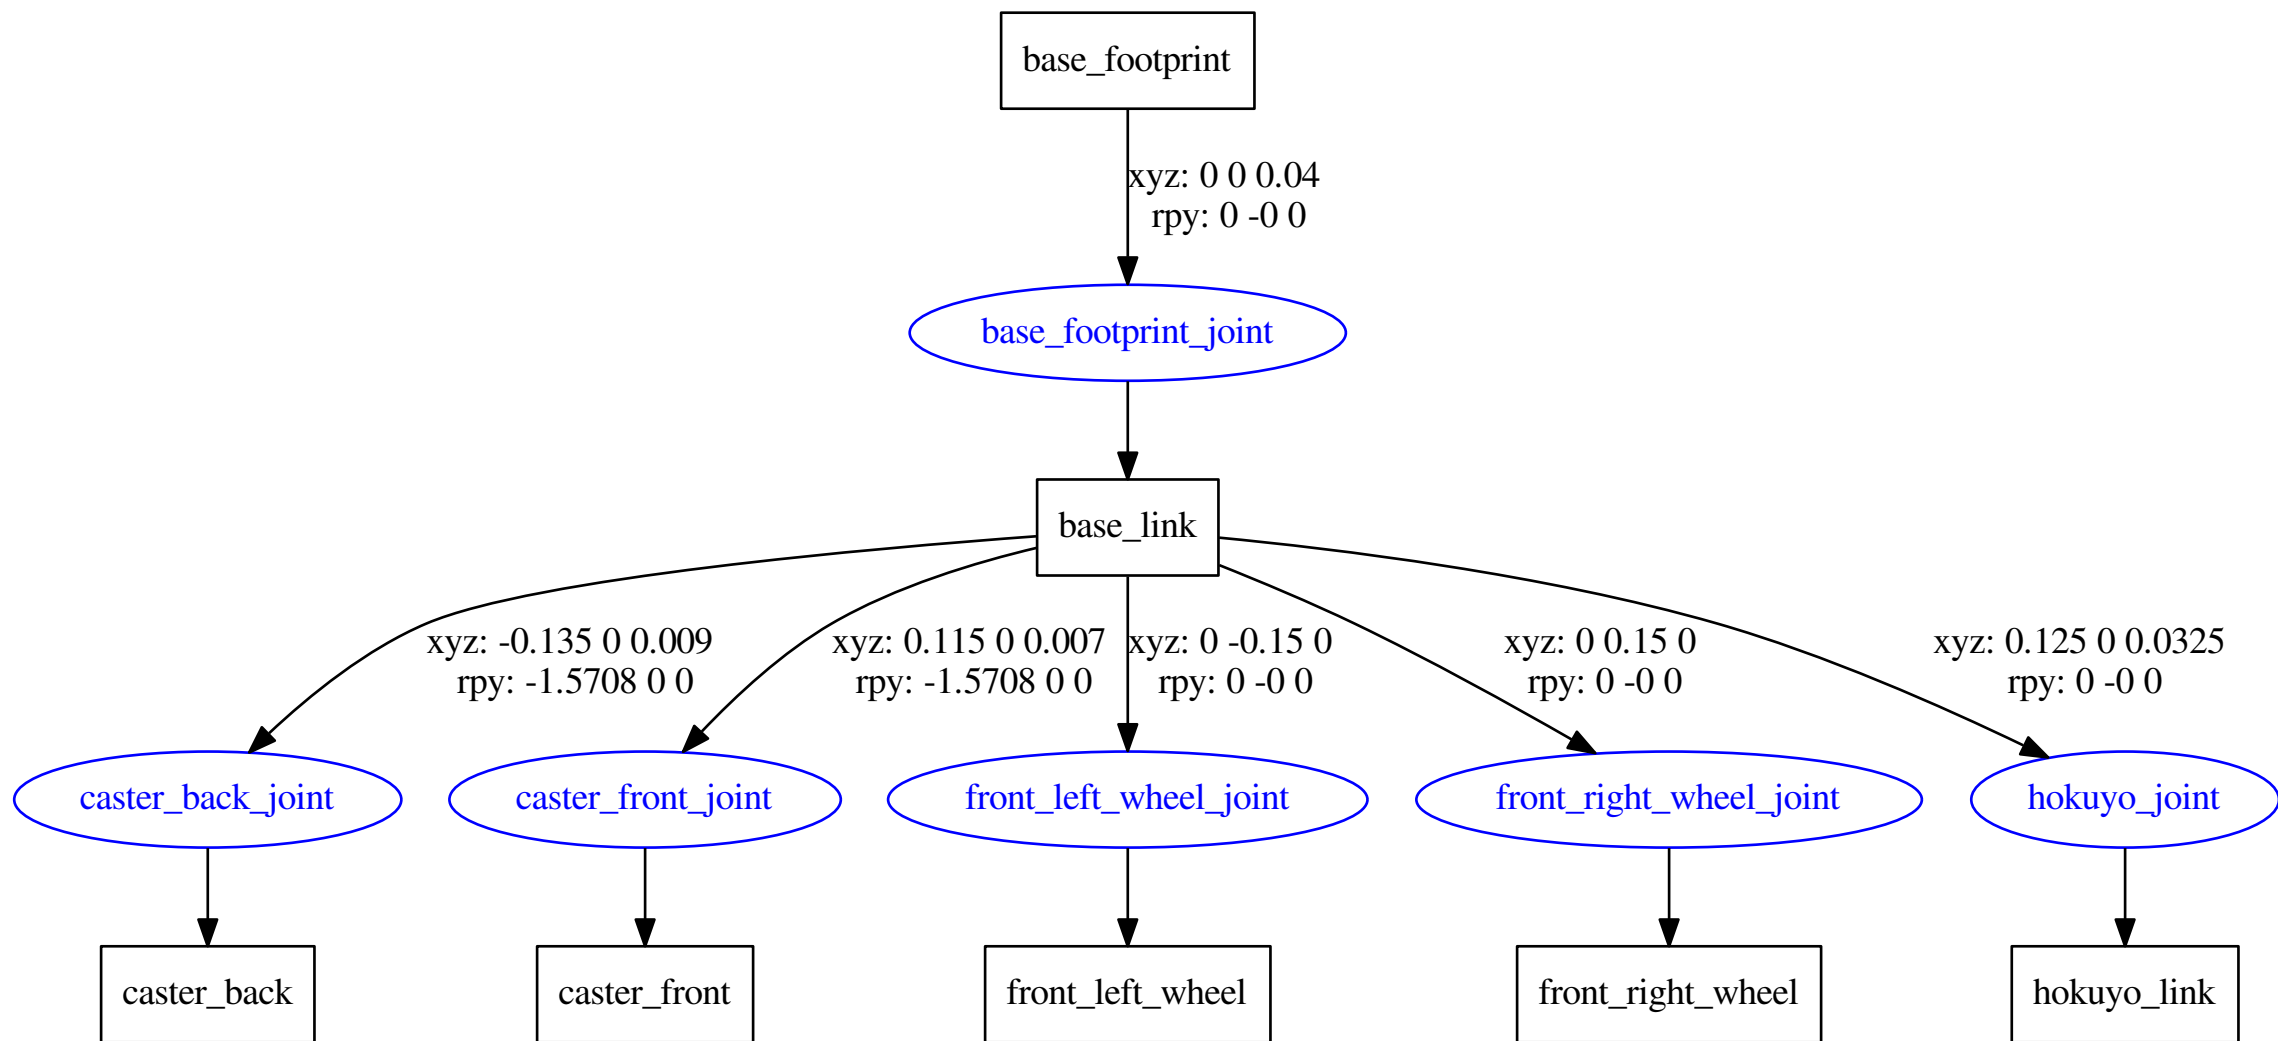 base_footprint
xyz: 0 0 0.04
rpy: 0 -0 0
base_footprint_joint
base_link
xyz: -0.135 0 0.009
rpy: -1.5708 0 0
xyz: 0.115 0 0.007
rpy: -1.5708 0 0
xyz: 0 -0.15 0
rpy: 0 -0 0
xyz: 0 0.15 0
rpy: 0 -0 0
xyz: 0.125 0 0.0325
rpy: 0 -0 0
caster_back_joint
caster_front_joint
front_left_wheel_joint
front_right_wheel_joint
hokuyo_joint
caster_back
caster_front
front_left_wheel
front_right_wheel
hokuyo_link